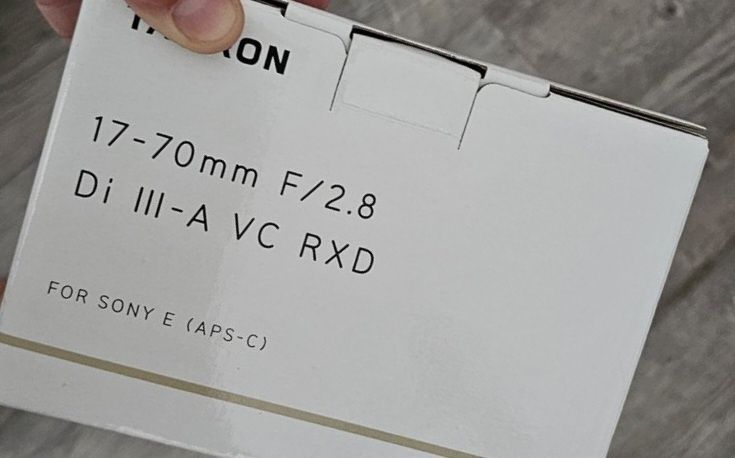 17-70mm F/2.8
Di III-A VC RXD
FOR SONY E (APS-C)